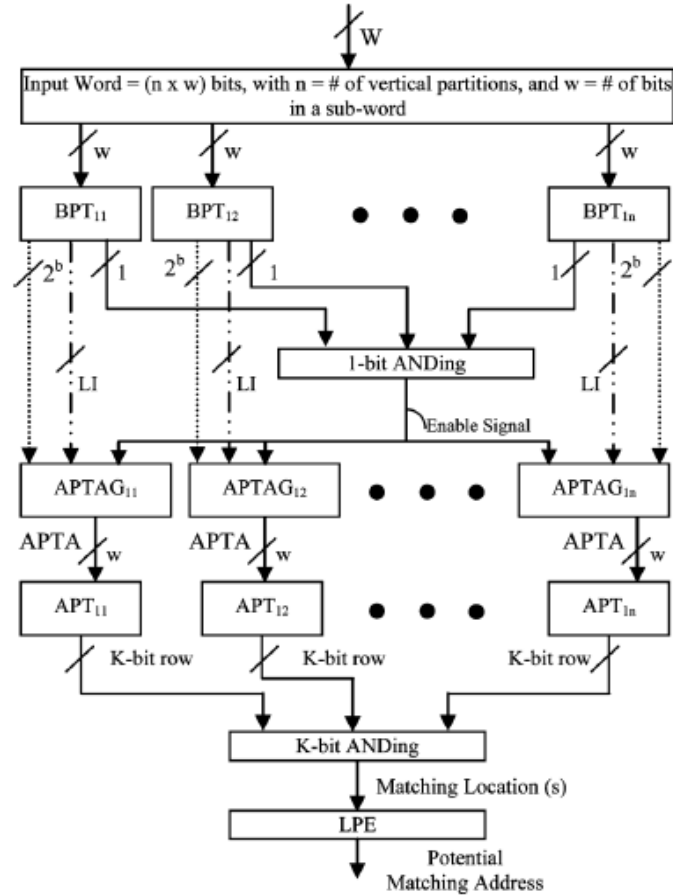 W
Input Word = (n x w) bits, with n = # of vertical partitions, and w = # of bits
in a sub-word
w w w
BPT₁₁ BPT₁₂ BPT₁ₙ
2ᵇ 1 2ᵇ 1 1 2ᵇ
1-bit ANDing
LI LI LI
Enable Signal
APTAG₁₁ APTAG₁₂ APTAG₁ₙ
APTA w APTA w APTA w
APT₁₁ APT₁₂ APT₁ₙ
K-bit row K-bit row K-bit row
K-bit ANDing
Matching Location (s)
LPE
Potential
Matching Address